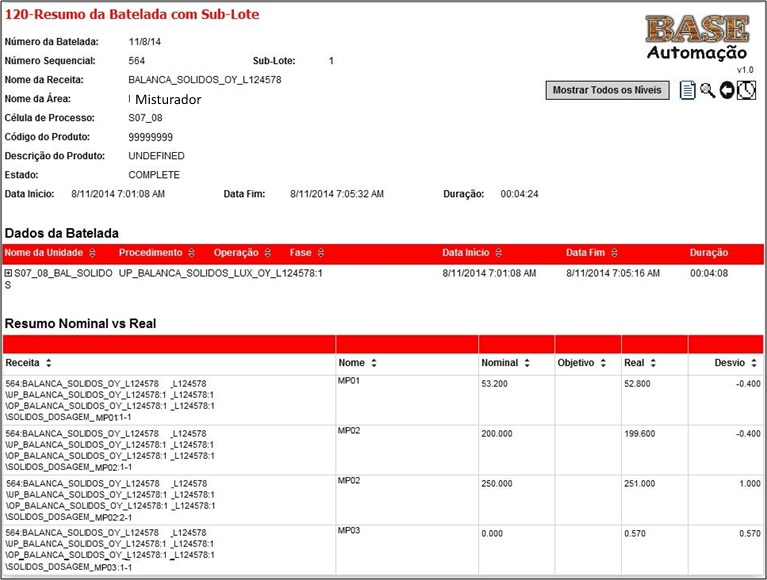 120-Resumo da Batelada com Sub-Lote
BASE
Automação
v1.0
Número da Batelada: 11/8/14
Número Sequencial: 564 Sub-Lote: 1
Nome da Receita: BALANCA_SOLIDOS_OY_L124578
Mostrar Todos os Níveis
Nome da Área: Misturador
Célula de Processo: S07_08
Código do Produto: 99999999
Descrição do Produto: UNDEFINED
Estado: COMPLETE
Data Início: 8/11/2014 7:01:08 AM Data Fim: 8/11/2014 7:05:32 AM Duração: 00:04:24
Dados da Batelada
Nome da Unidade Procedimento Operação Fase Data Início Data Fim Duração
S07_08_BAL_SOLIDO UP_BALANCA_SOLIDOS_LUX_OY_L124578:1 8/11/2014 7:01:08 AM 8/11/2014 7:05:16 AM 00:04:08
S
Resumo Nominal vs Real
Receita Nome Nominal Objetivo Real Desvio
564:BALANCA_SOLIDOS_OY_L124578 _L124578 MP01 53.200 52.800 -0.400
\UP_BALANCA_SOLIDOS_OY_L124578:1 _L124578:1
\OP_BALANCA_SOLIDOS_OY_L124578:1 _L124578:1
\SOLIDOS_DOSAGEM_MP01:1-1
564:BALANCA_SOLIDOS_OY_L124578 _L124578 MP02 200.000 199.600 -0.400
\UP_BALANCA_SOLIDOS_OY_L124578:1 _L124578:1
\OP_BALANCA_SOLIDOS_OY_L124578:1 _L124578:1
\SOLIDOS_DOSAGEM_MP02:1-1
564:BALANCA_SOLIDOS_OY_L124578 _L124578 MP02 250.000 251.000 1.000
\UP_BALANCA_SOLIDOS_OY_L124578:1 _L124578:1
\OP_BALANCA_SOLIDOS_OY_L124578:1 _L124578:1
\SOLIDOS_DOSAGEM_MP02:2-1
564:BALANCA_SOLIDOS_OY_L124578 _L124578 MP03 0.000 0.570 0.570
\UP_BALANCA_SOLIDOS_OY_L124578:1 _L124578:1
\OP_BALANCA_SOLIDOS_OY_L124578:1 _L124578:1
\SOLIDOS_DOSAGEM_MP03:1-1